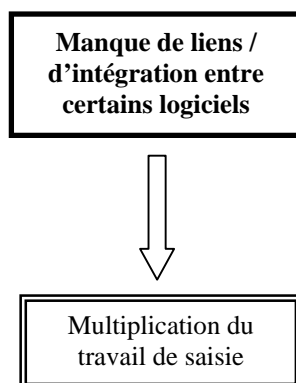 Manque de liens /
d’intégration entre
certains logiciels
Multiplication du
travail de saisie